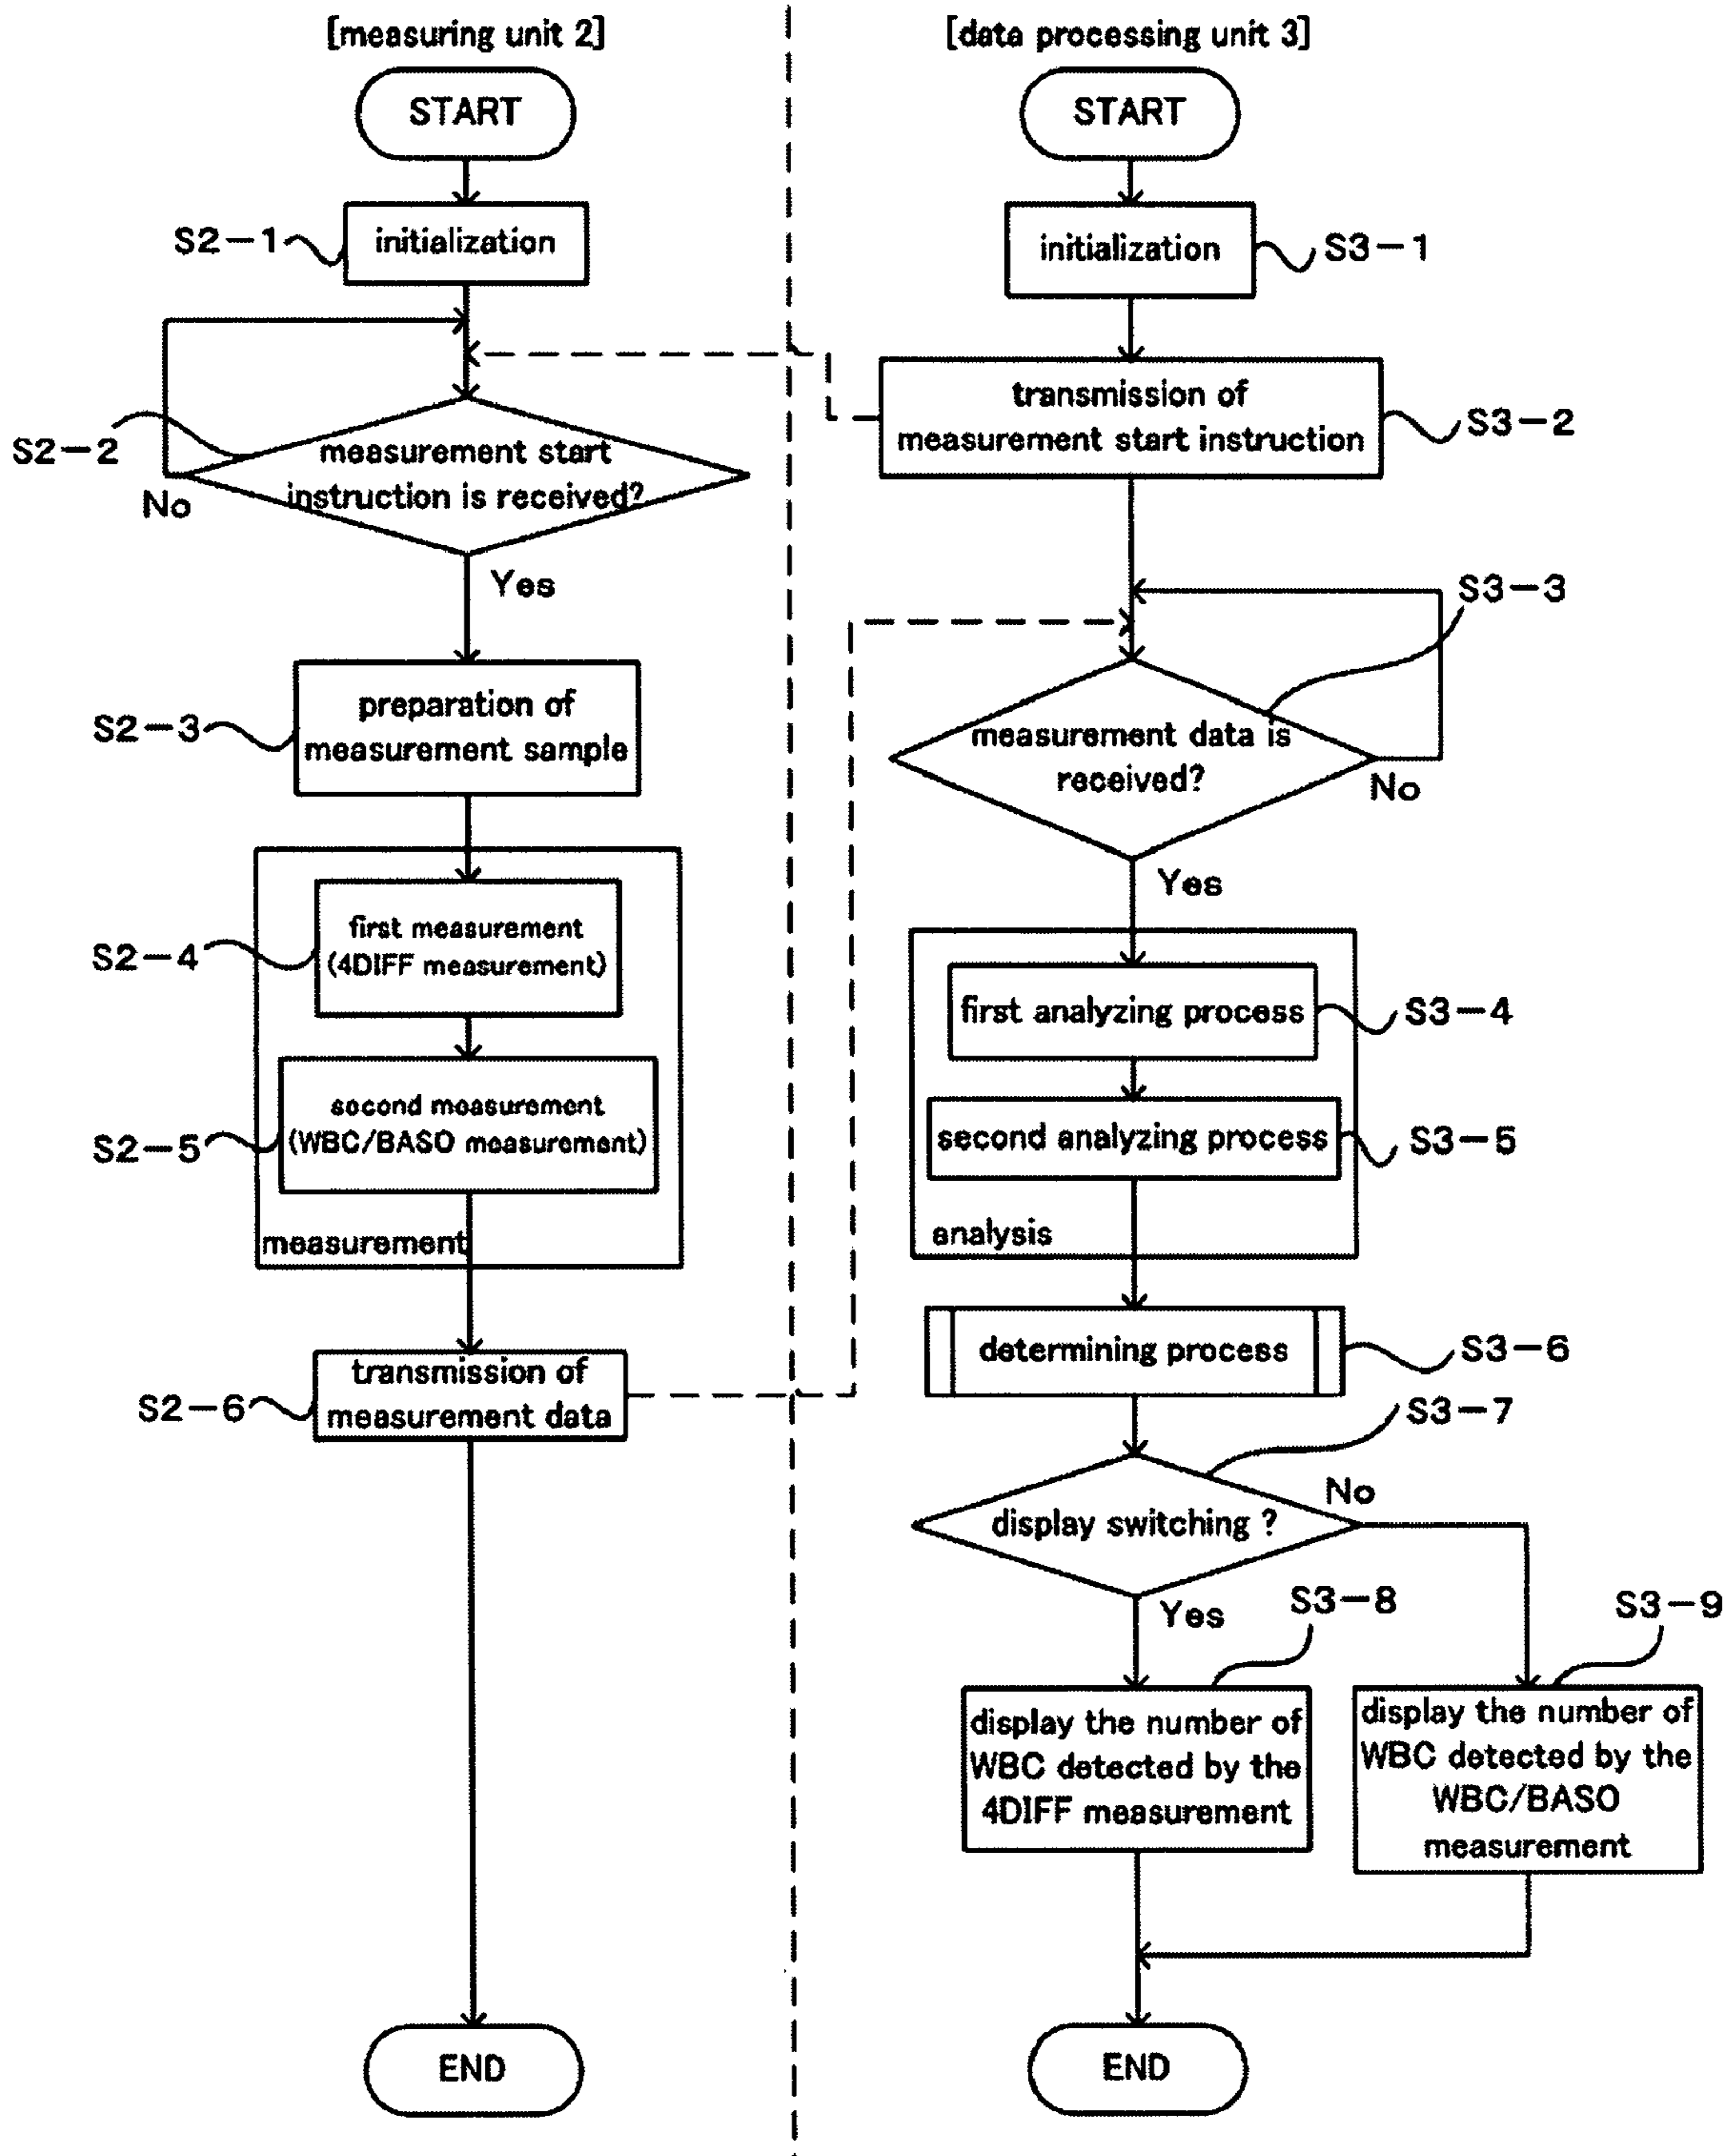 [measuring unit 2]
START
S2-1
initialization
S2-2
measurement start
instruction is received?
No
Yes
S2-3
preparation of
measurement sample
S2-4
first measurement
(4DIFF measurement)
S2-5
second measurement
(WBC/BASO measurement)
measurement
S2-6
transmission of
measurement data
END
[data processing unit 3]
START
initialization
S3-1
transmission of
measurement start instruction
S3-2
S3-3
measurement data is
received?
No
Yes
first analyzing process
S3-4
second analyzing process
S3-5
analysis
determining process
S3-6
S3-7
display switching ?
No
Yes
S3-8
display the number of
WBC detected by the
4DIFF measurement
S3-9
display the number of
WBC detected by the
WBC/BASO
measurement
END